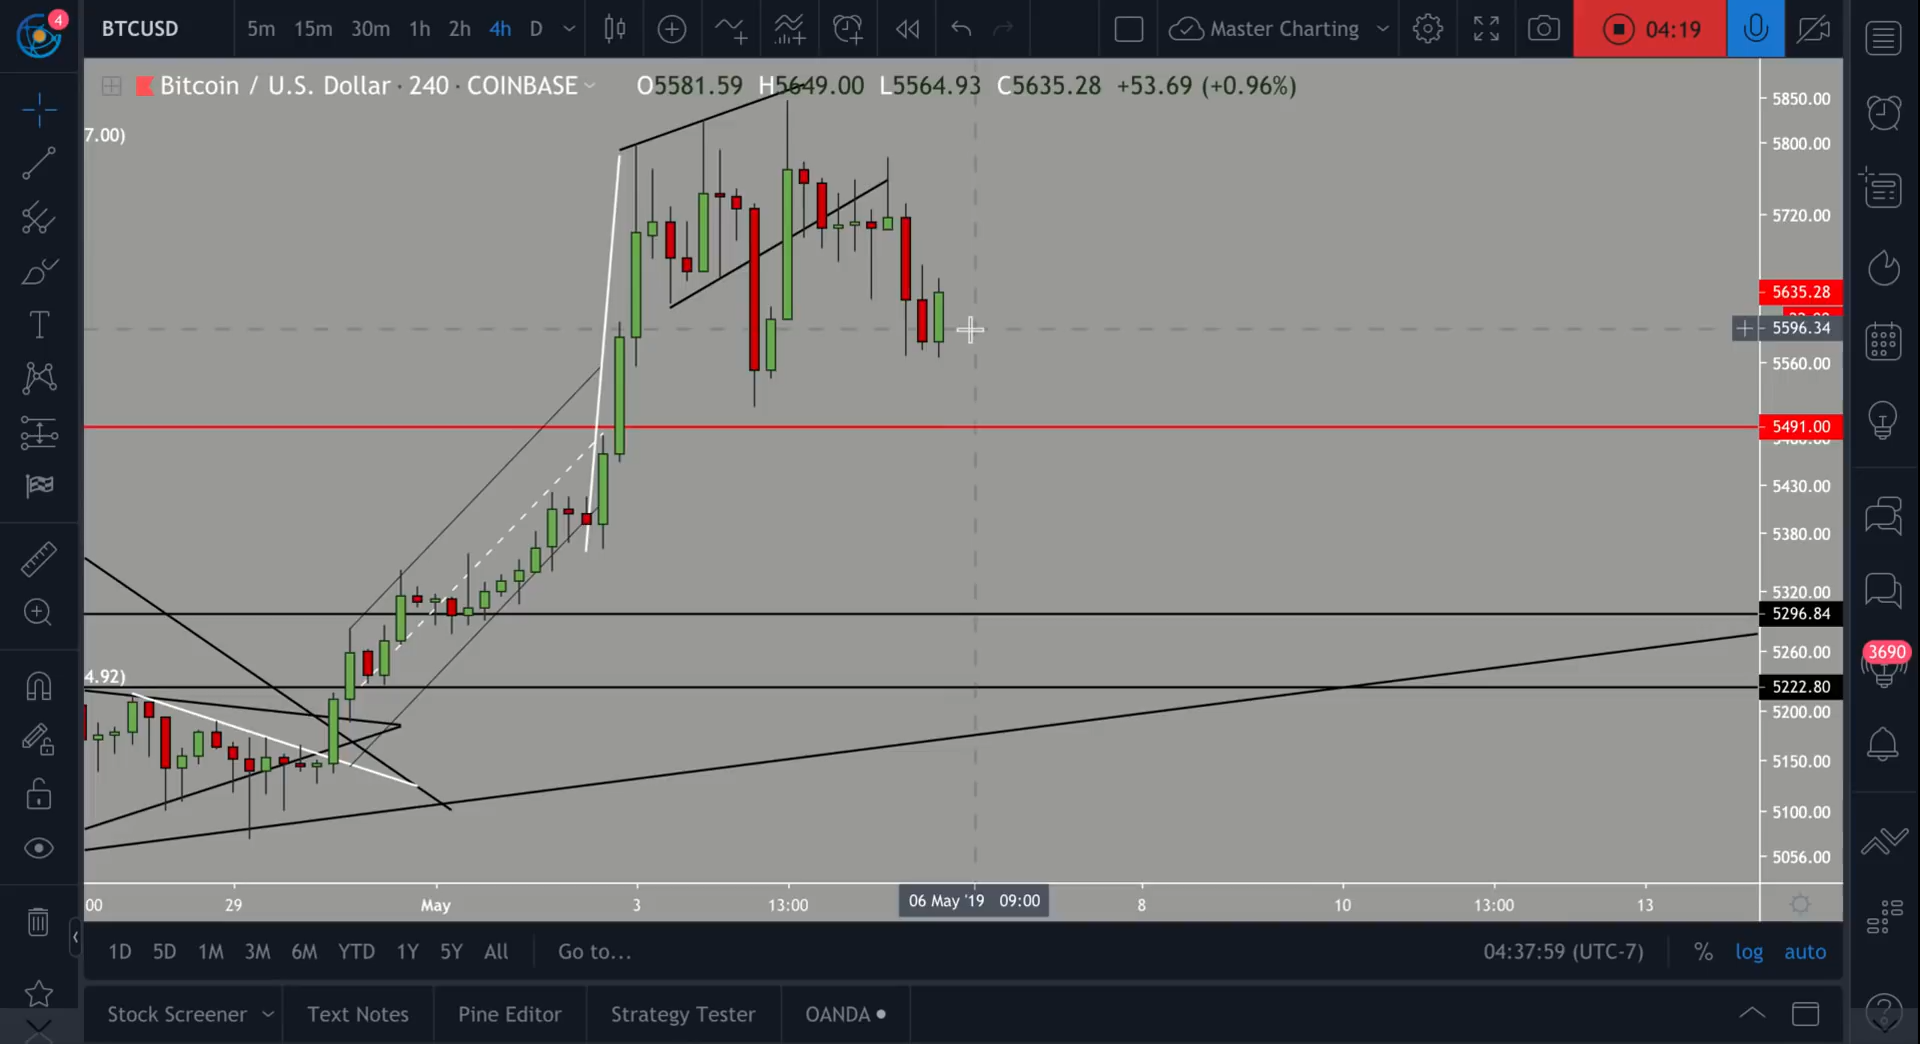 4
BTCUSD
5m 15m 30m 1h 2h 4h D
Master Charting
04:19
Bitcoin / U.S. Dollar · 240 · COINBASE
O5581.59 H5649.00 L5564.93 C5635.28 +53.69 (+0.96%)
7.00)
4.92)
5850.00
5800.00
5720.00
5635.28
5596.34
5560.00
5491.00
5430.00
5380.00
5320.00
5296.84
5260.00
5222.80
5200.00
5150.00
5100.00
5056.00
3690
00 29 May 3 13:00 06 May '19 09:00 8 10 13:00 13
1D 5D 1M 3M 6M YTD 1Y 5Y All Go to...
04:37:59 (UTC-7) % log auto
Stock Screener Text Notes Pine Editor Strategy Tester OANDA